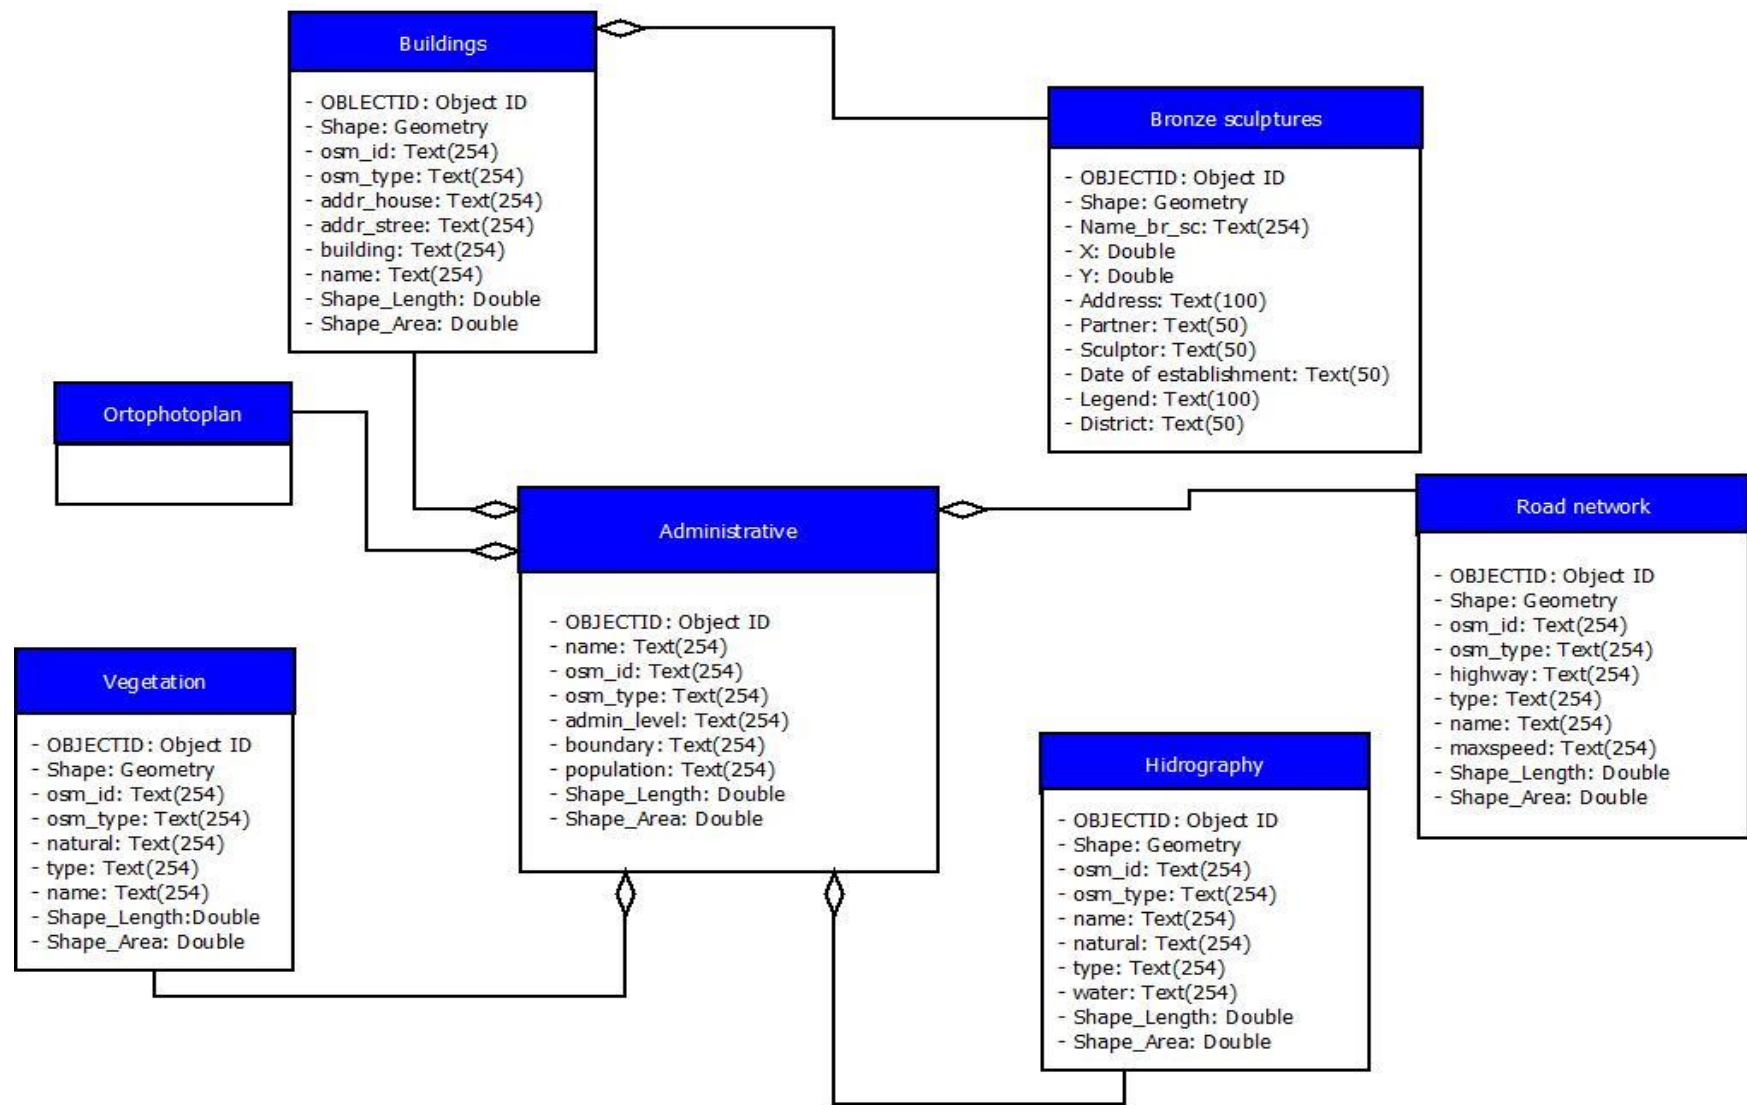 Buildings
- OBLECTID: Object ID
- Shape: Geometry
- osm_id: Text(254)
- osm_type: Text(254)
- addr_house: Text(254)
- addr_stree: Text(254)
- building: Text(254)
- name: Text(254)
- Shape_Length: Double
- Shape_Area: Double
Bronze sculptures
- OBJECTID: Object ID
- Shape: Geometry
- Name_br_sc: Text(254)
- X: Double
- Y: Double
- Address: Text(100)
- Partner: Text(50)
- Sculptor: Text(50)
- Date of establishment: Text(50)
- Legend: Text(100)
- District: Text(50)
Ortophotoplan
Administrative
- OBJECTID: Object ID
- name: Text(254)
- osm_id: Text(254)
- osm_type: Text(254)
- admin_level: Text(254)
- boundary: Text(254)
- population: Text(254)
- Shape_Length: Double
- Shape_Area: Double
Road network
- OBJECTID: Object ID
- Shape: Geometry
- osm_id: Text(254)
- osm_type: Text(254)
- highway: Text(254)
- type: Text(254)
- name: Text(254)
- maxspeed: Text(254)
- Shape_Length: Double
- Shape_Area: Double
Vegetation
- OBJECTID: Object ID
- Shape: Geometry
- osm_id: Text(254)
- osm_type: Text(254)
- natural: Text(254)
- type: Text(254)
- name: Text(254)
- Shape_Length:Double
- Shape_Area: Double
Hidrography
- OBJECTID: Object ID
- Shape: Geometry
- osm_id: Text(254)
- osm_type: Text(254)
- name: Text(254)
- natural: Text(254)
- type: Text(254)
- water: Text(254)
- Shape_Length: Double
- Shape_Area: Double